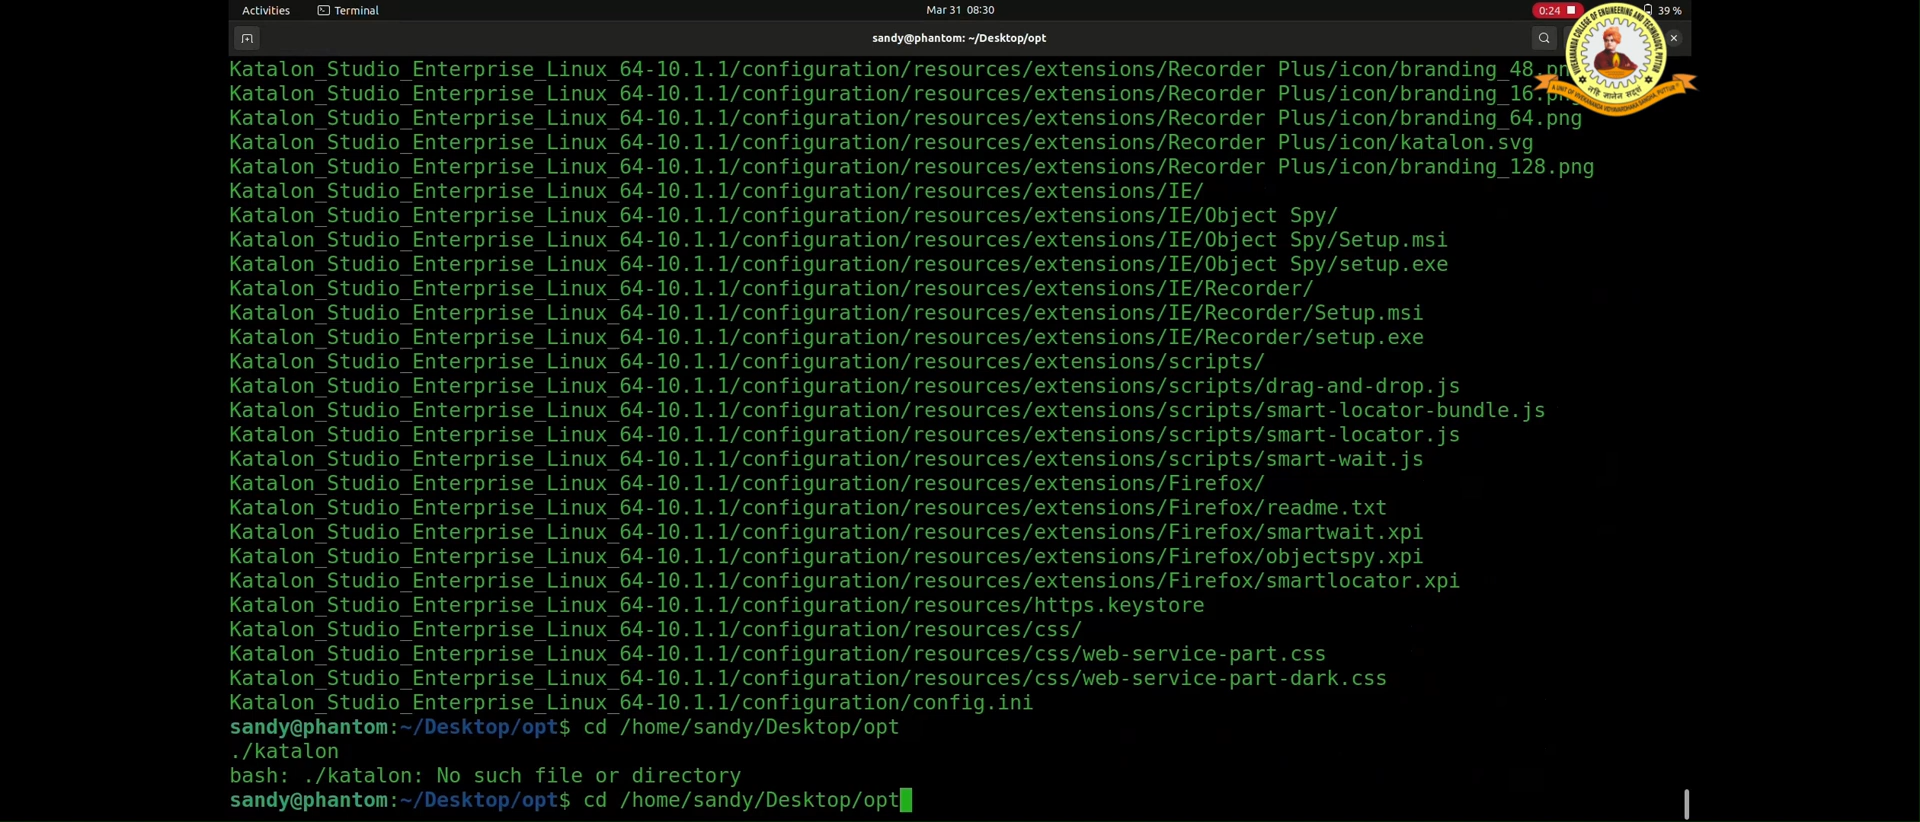 Activities Terminal Mar 31 08:30 0:24 39 %
sandy@phantom: ~/Desktop/opt
Katalon_Studio_Enterprise_Linux_64-10.1.1/configuration/resources/extensions/Recorder Plus/icon/branding_48.png
Katalon_Studio_Enterprise_Linux_64-10.1.1/configuration/resources/extensions/Recorder Plus/icon/branding_16.png
Katalon_Studio_Enterprise_Linux_64-10.1.1/configuration/resources/extensions/Recorder Plus/icon/branding_64.png
Katalon_Studio_Enterprise_Linux_64-10.1.1/configuration/resources/extensions/Recorder Plus/icon/katalon.svg
Katalon_Studio_Enterprise_Linux_64-10.1.1/configuration/resources/extensions/Recorder Plus/icon/branding_128.png
Katalon_Studio_Enterprise_Linux_64-10.1.1/configuration/resources/extensions/IE/
Katalon_Studio_Enterprise_Linux_64-10.1.1/configuration/resources/extensions/IE/Object Spy/
Katalon_Studio_Enterprise_Linux_64-10.1.1/configuration/resources/extensions/IE/Object Spy/Setup.msi
Katalon_Studio_Enterprise_Linux_64-10.1.1/configuration/resources/extensions/IE/Object Spy/setup.exe
Katalon_Studio_Enterprise_Linux_64-10.1.1/configuration/resources/extensions/IE/Recorder/
Katalon_Studio_Enterprise_Linux_64-10.1.1/configuration/resources/extensions/IE/Recorder/Setup.msi
Katalon_Studio_Enterprise_Linux_64-10.1.1/configuration/resources/extensions/IE/Recorder/setup.exe
Katalon_Studio_Enterprise_Linux_64-10.1.1/configuration/resources/extensions/scripts/
Katalon_Studio_Enterprise_Linux_64-10.1.1/configuration/resources/extensions/scripts/drag-and-drop.js
Katalon_Studio_Enterprise_Linux_64-10.1.1/configuration/resources/extensions/scripts/smart-locator-bundle.js
Katalon_Studio_Enterprise_Linux_64-10.1.1/configuration/resources/extensions/scripts/smart-locator.js
Katalon_Studio_Enterprise_Linux_64-10.1.1/configuration/resources/extensions/scripts/smart-wait.js
Katalon_Studio_Enterprise_Linux_64-10.1.1/configuration/resources/extensions/Firefox/
Katalon_Studio_Enterprise_Linux_64-10.1.1/configuration/resources/extensions/Firefox/readme.txt
Katalon_Studio_Enterprise_Linux_64-10.1.1/configuration/resources/extensions/Firefox/smartwait.xpi
Katalon_Studio_Enterprise_Linux_64-10.1.1/configuration/resources/extensions/Firefox/objectspy.xpi
Katalon_Studio_Enterprise_Linux_64-10.1.1/configuration/resources/extensions/Firefox/smartlocator.xpi
Katalon_Studio_Enterprise_Linux_64-10.1.1/configuration/resources/https.keystore
Katalon_Studio_Enterprise_Linux_64-10.1.1/configuration/resources/css/
Katalon_Studio_Enterprise_Linux_64-10.1.1/configuration/resources/css/web-service-part.css
Katalon_Studio_Enterprise_Linux_64-10.1.1/configuration/resources/css/web-service-part-dark.css
Katalon_Studio_Enterprise_Linux_64-10.1.1/configuration/config.ini
sandy@phantom:~/Desktop/opt$ cd /home/sandy/Desktop/opt
./katalon
bash: ./katalon: No such file or directory
sandy@phantom:~/Desktop/opt$ cd /home/sandy/Desktop/opt